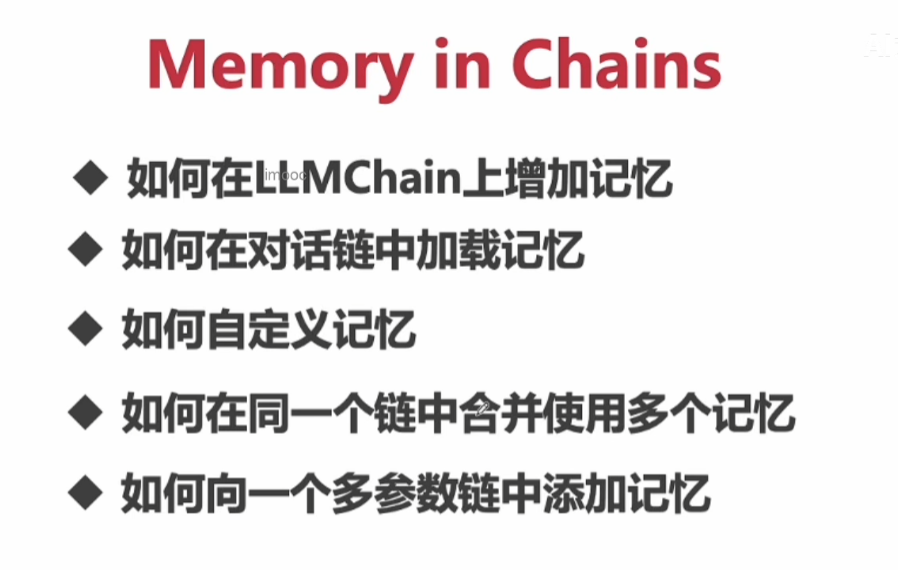 Memory in Chains
◆ 如何在LLMChain上增加记忆
imooc
◆ 如何在对话链中加载记忆
◆ 如何自定义记忆
◆ 如何在同一个链中合并使用多个记忆
◆ 如何向一个多参数链中添加记忆